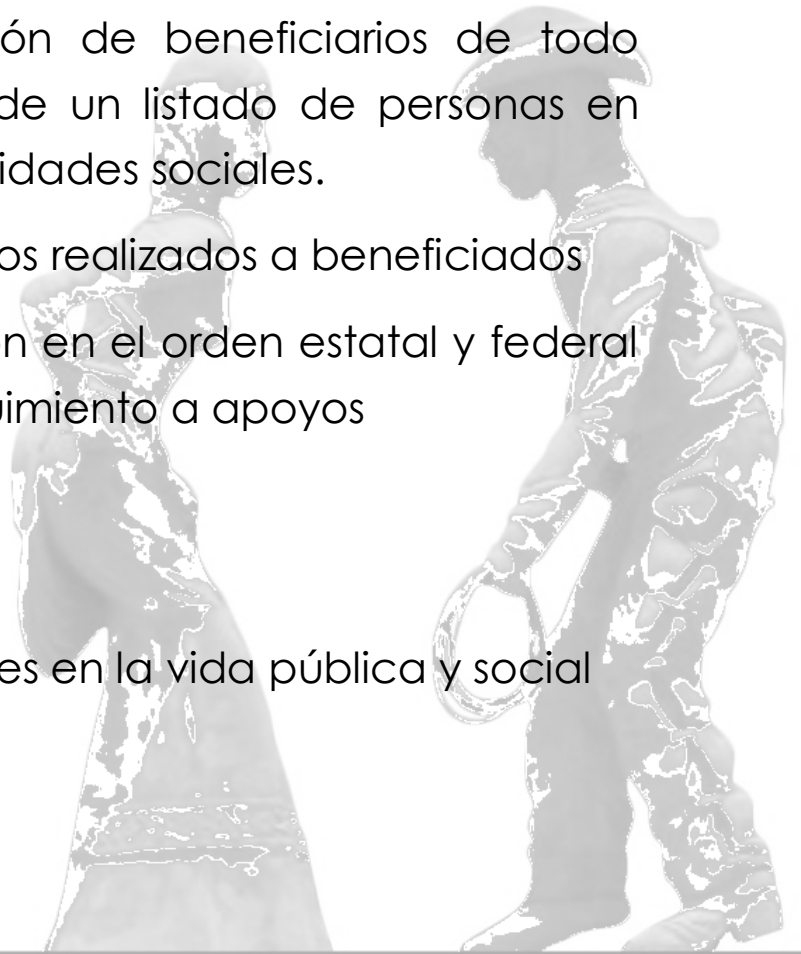 ón de beneficiarios de todo
de un listado de personas en
idades sociales.
os realizados a beneficiados
n en el orden estatal y federal
uimiento a apoyos
es en la vida pública y social